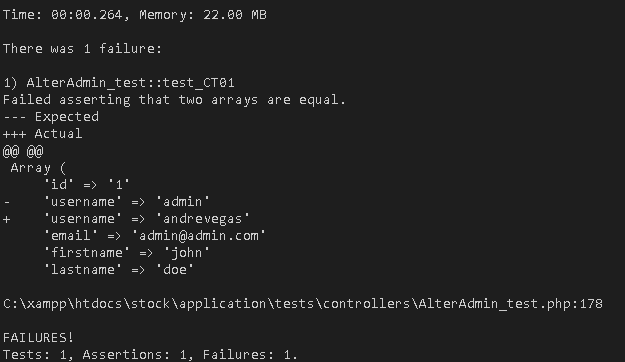 Time: 00:00.264, Memory: 22.00 MB
There was 1 failure:
1) AlterAdmin_test::test_CT01
Failed asserting that two arrays are equal.
--- Expected
+++ Actual
@@ @@
 Array (
     'id' => '1'
-    'username' => 'admin'
+    'username' => 'andrevegas'
     'email' => 'admin@admin.com'
     'firstname' => 'john'
     'lastname' => 'doe'
C:\xampp\htdocs\stock\application\tests\controllers\AlterAdmin_test.php:178
FAILURES!
Tests: 1, Assertions: 1, Failures: 1.